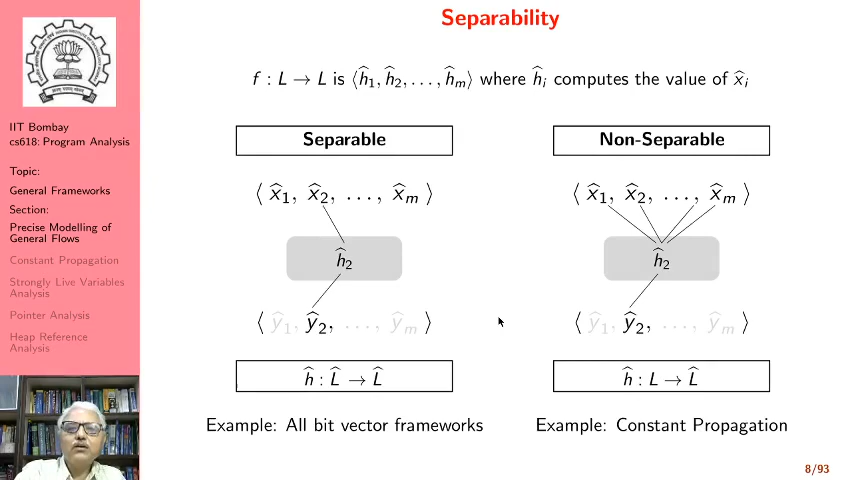 Separability
f : L → L is ⟨ĥ₁, ĥ₂, . . . , ĥₘ⟩ where ĥᵢ computes the value of x̂ᵢ
IIT Bombay
cs618: Program Analysis
Topic:
General Frameworks
Section:
Precise Modelling of
General Flows
Constant Propagation
Strongly Live Variables
Analysis
Pointer Analysis
Heap Reference
Analysis
Separable
⟨ x̂₁, x̂₂, . . . , x̂ₘ ⟩
ĥ₂
⟨ ŷ₁, ŷ₂, . . . , ŷₘ ⟩
ĥ : L̂ → L̂
Example: All bit vector frameworks
Non-Separable
⟨ x̂₁, x̂₂, . . . , x̂ₘ ⟩
ĥ₂
⟨ ŷ₁, ŷ₂, . . . , ŷₘ ⟩
ĥ : L → L̂
Example: Constant Propagation
8/93